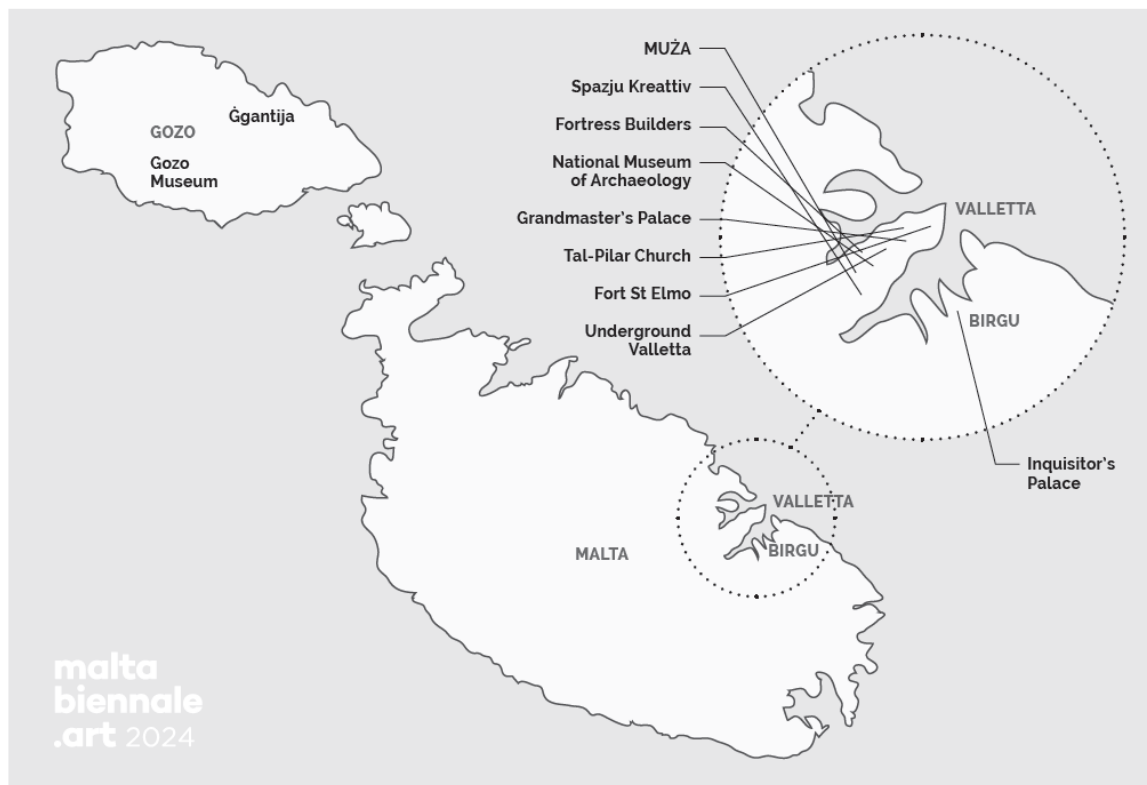 Ġgantija
GOZO
Gozo
Museum
MUŻA
Spazju Kreattiv
Fortress Builders
National Museum
of Archaeology
Grandmaster's Palace
Tal-Pilar Church
Fort St Elmo
Underground
Valletta
VALLETTA
BIRGU
Inquisitor's
Palace
VALLETTA
BIRGU
MALTA
malta
biennale
.art 2024